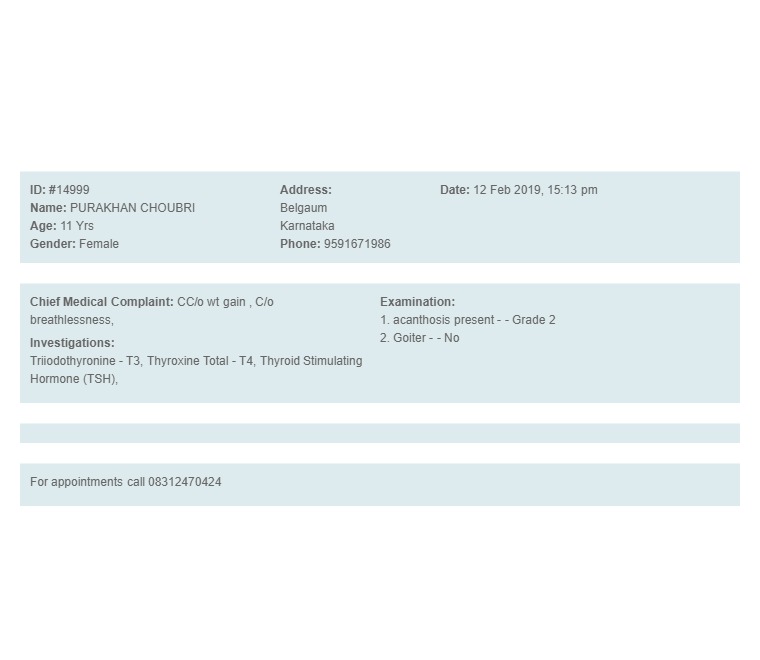 ID: #14999
Name: PURAKHAN CHOUBRI
Age: 11 Yrs
Gender: Female
Address:
Belgaum
Karnataka
Phone: 9591671986
Date: 12 Feb 2019, 15:13 pm
Chief Medical Complaint: CC/o wt gain , C/o
breathlessness,
Investigations:
Triiodothyronine - T3, Thyroxine Total - T4, Thyroid Stimulating
Hormone (TSH),
Examination:
1. acanthosis present - - Grade 2
2. Goiter - - No
For appointments call 08312470424